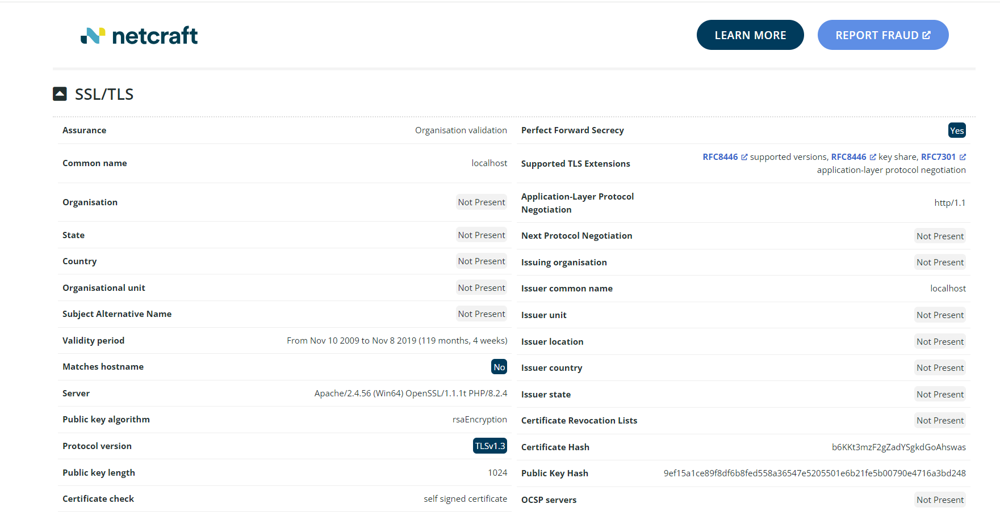 netcraft
LEARN MORE
REPORT FRAUD
SSL/TLS
Assurance
Organisation validation
Common name
localhost
Organisation
Not Present
State
Not Present
Country
Not Present
Organisational unit
Not Present
Subject Alternative Name
Not Present
Validity period
From Nov 10 2009 to Nov 8 2019 (119 months, 4 weeks)
Matches hostname
No
Server
Apache/2.4.56 (Win64) OpenSSL/1.1.1t PHP/8.2.4
Public key algorithm
rsaEncryption
Protocol version
TLSv1.3
Public key length
1024
Certificate check
self signed certificate
Perfect Forward Secrecy
Yes
Supported TLS Extensions
RFC8446 supported versions, RFC8446 key share, RFC7301
application-layer protocol negotiation
Application-Layer Protocol
Negotiation
http/1.1
Next Protocol Negotiation
Not Present
Issuing organisation
Not Present
Issuer common name
localhost
Issuer unit
Not Present
Issuer location
Not Present
Issuer country
Not Present
Issuer state
Not Present
Certificate Revocation Lists
Not Present
Certificate Hash
b6KKt3mzF2gZadYSgkdGoAhswas
Public Key Hash
9ef15a1ce89f8df6b8fed558a36547e5205501e6b21fe5b00790e4716a3bd248
OCSP servers
Not Present